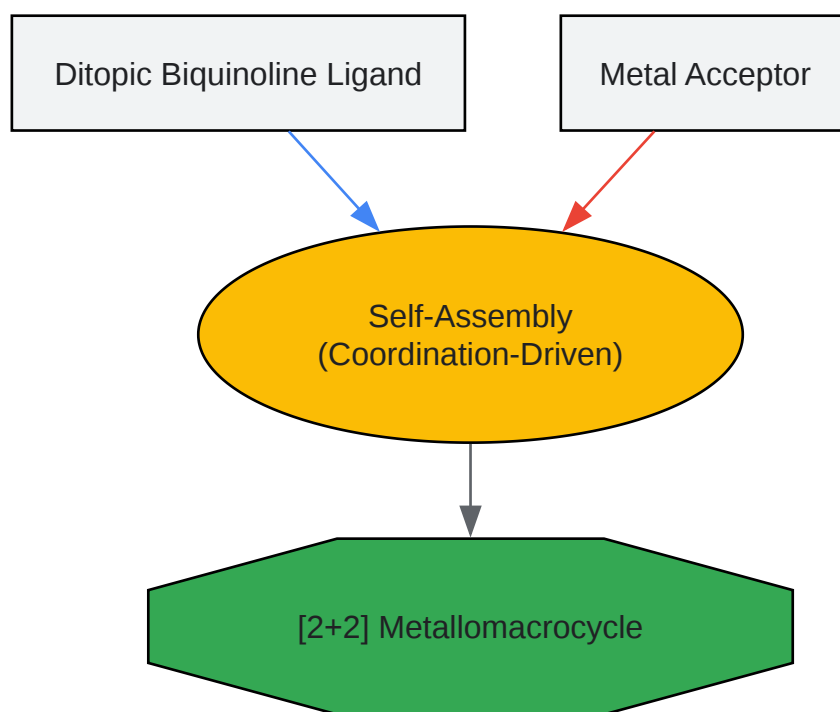 Ditopic Biquinoline Ligand
Metal Acceptor
Self-Assembly
(Coordination-Driven)
[2+2] Metallomacrocycle